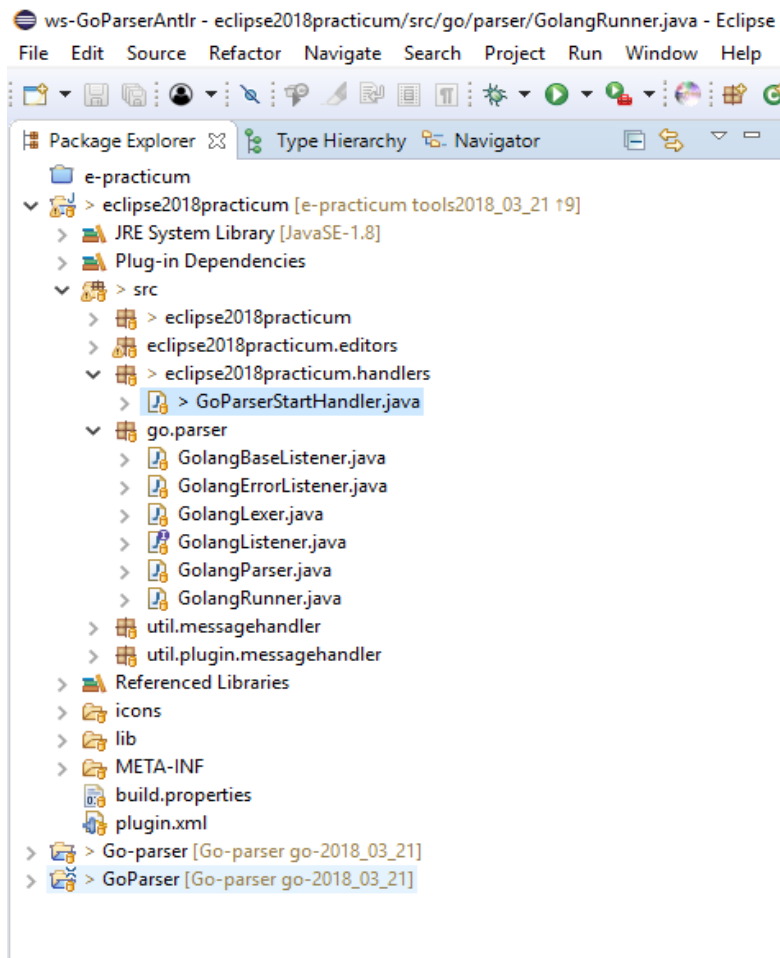 ws-GoParserAntlr - eclipse2018practicum/src/go/parser/GolangRunner.java - Eclipse
File Edit Source Refactor Navigate Search Project Run Window Help
Package Explorer Type Hierarchy Navigator
e-practicum
> eclipse2018practicum [e-practicum tools2018_03_21 ↑9]
JRE System Library [JavaSE-1.8]
Plug-in Dependencies
> src
> eclipse2018practicum
eclipse2018practicum.editors
> eclipse2018practicum.handlers
> GoParserStartHandler.java
go.parser
GolangBaseListener.java
GolangErrorListener.java
GolangLexer.java
GolangListener.java
GolangParser.java
GolangRunner.java
util.messagehandler
util.plugin.messagehandler
Referenced Libraries
icons
lib
META-INF
build.properties
plugin.xml
> Go-parser [Go-parser go-2018_03_21]
> GoParser [Go-parser go-2018_03_21]